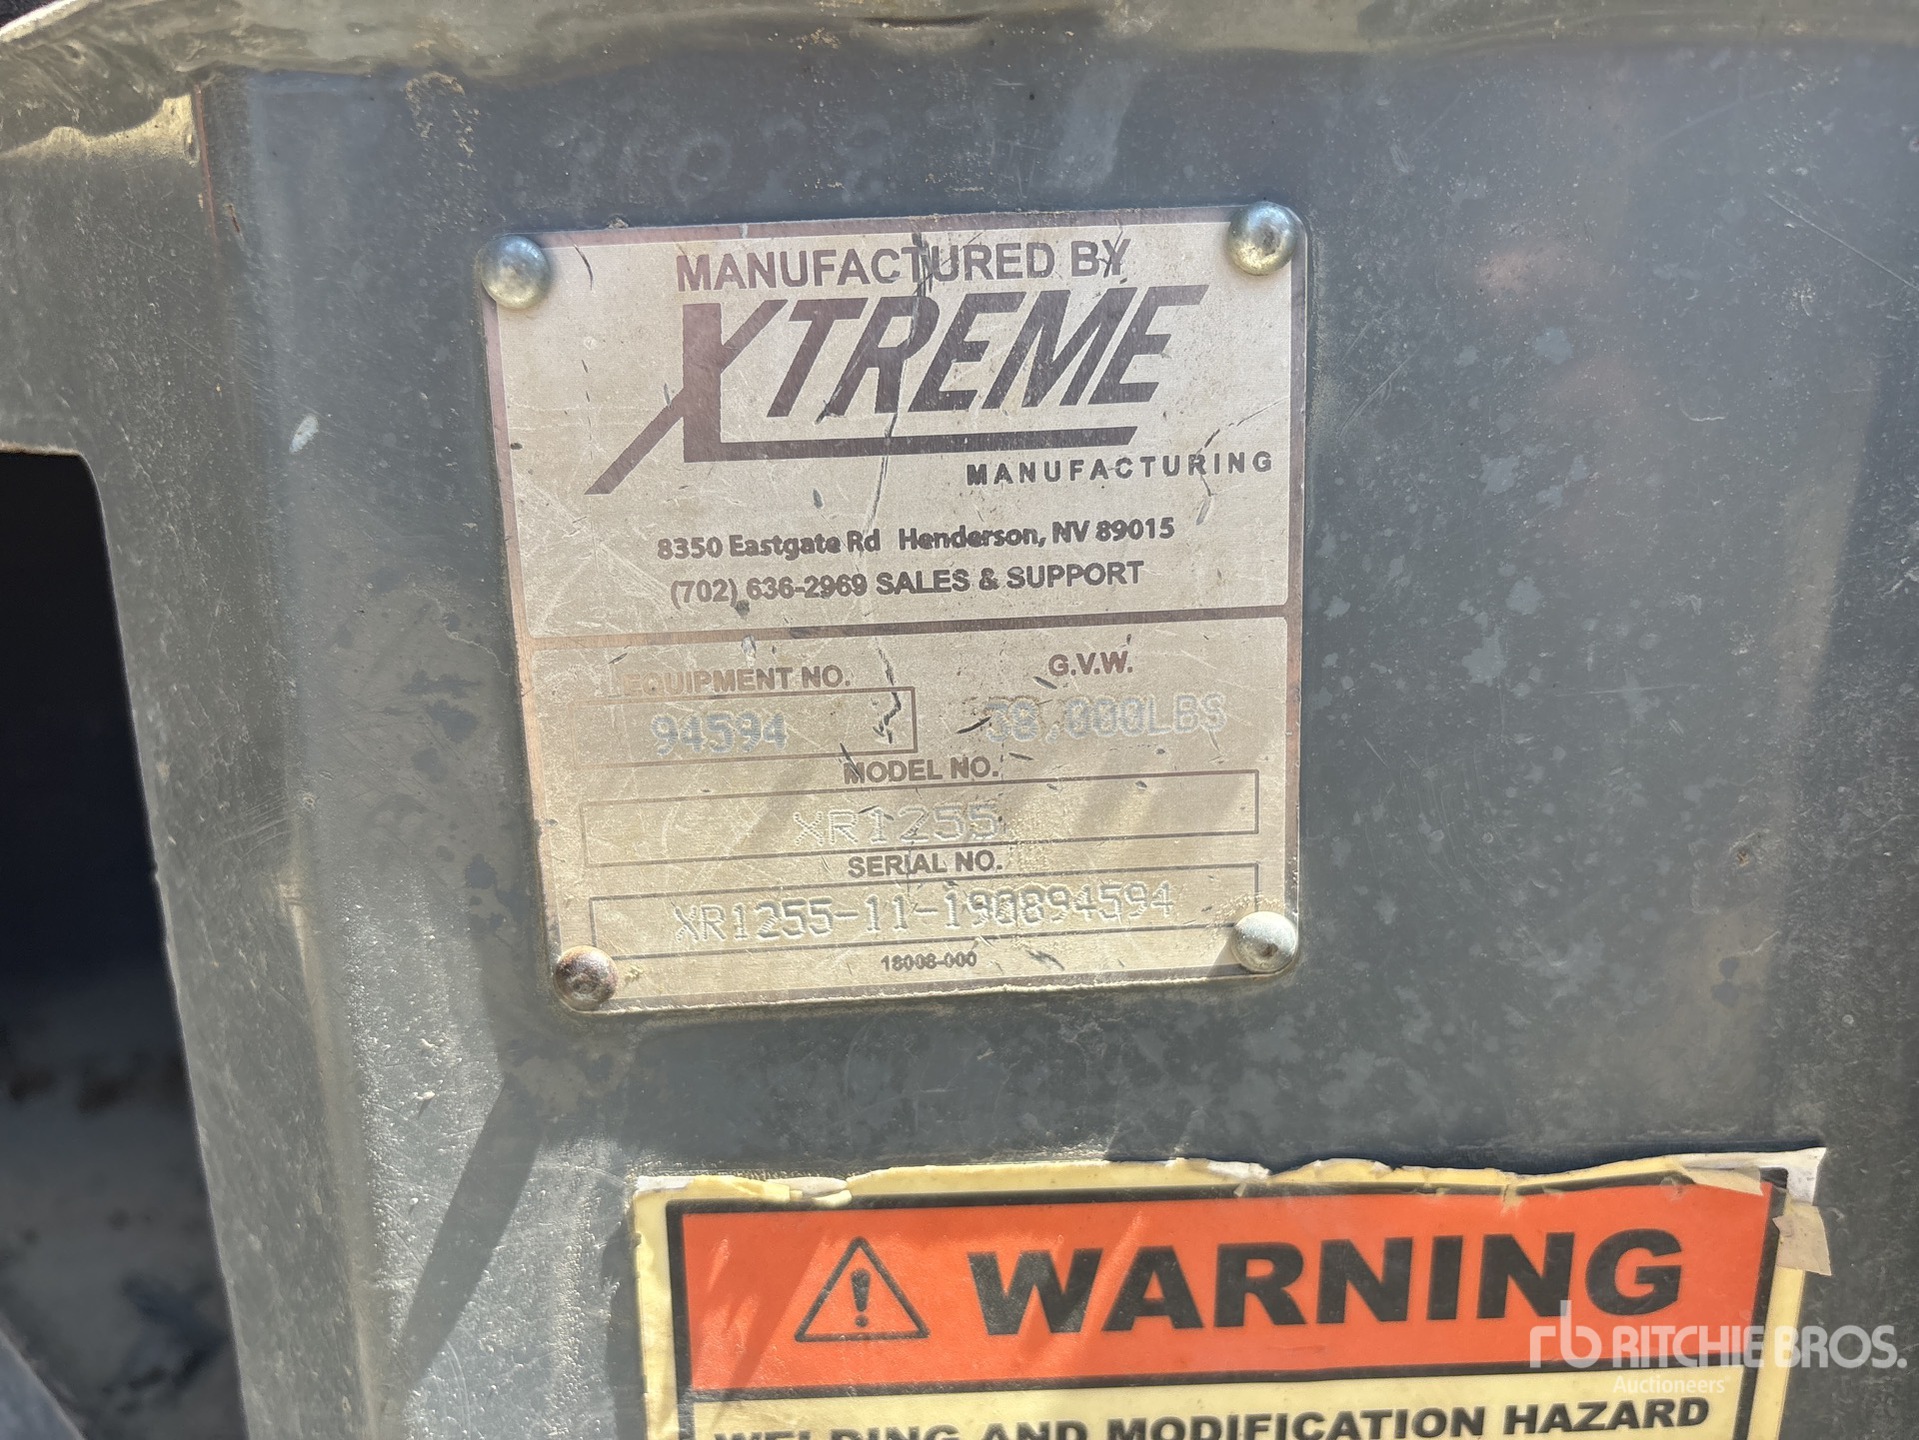 MANUFACTURED BY
XTREME
MANUFACTURING
8350 Eastgate Rd Henderson, NV 89015
(702) 636-2969 SALES & SUPPORT
EQUIPMENT NO. G.V.W.
94594 38,000LBS
MODEL NO.
XR1255
SERIAL NO.
XR1255-11-190894594
18008-000
WARNING
WELDING AND MODIFICATION HAZARD
rb RITCHIE BROS.
Auctioneers